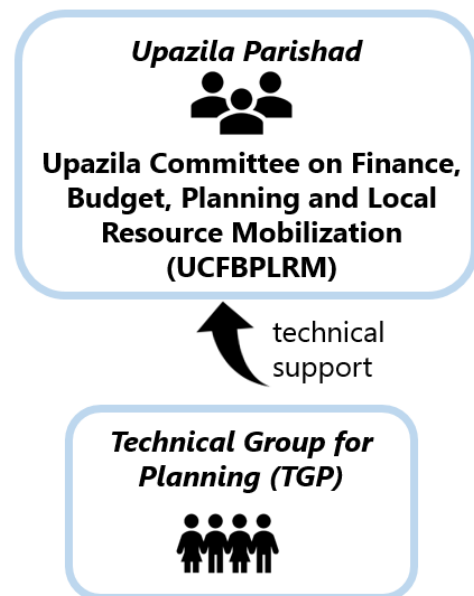 Upazila Parishad
Upazila Committee on Finance,
Budget, Planning and Local
Resource Mobilization
(UCFBPLRM)
technical
support
Technical Group for
Planning (TGP)